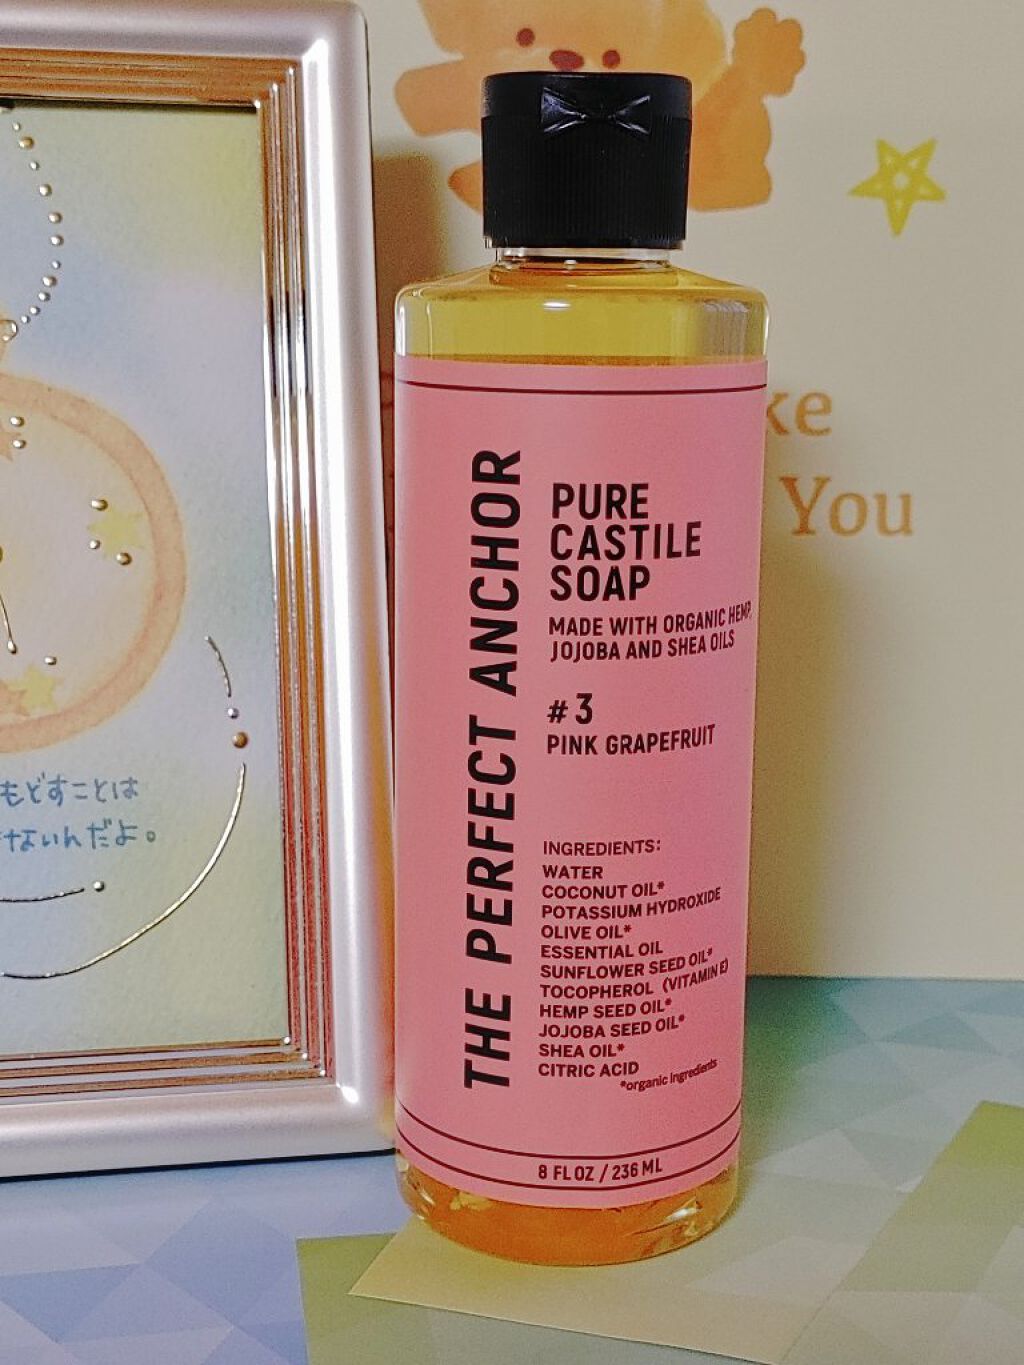 THE PERFECT ANCHOR
PURE
CASTILE
SOAP
MADE WITH ORGANIC HEMP,
JOJOBA AND SHEA OILS
#3
PINK GRAPEFRUIT
INGREDIENTS:
WATER
COCONUT OIL*
POTASSIUM HYDROXIDE
OLIVE OIL*
ESSENTIAL OIL
SUNFLOWER SEED OIL*
TOCOPHEROL (VITAMIN E)
HEMP SEED OIL*
JOJOBA SEED OIL*
SHEA OIL*
CITRIC ACID
*organic ingredients
8 FL OZ / 236 ML
もどすことは
ないんだよ。
You